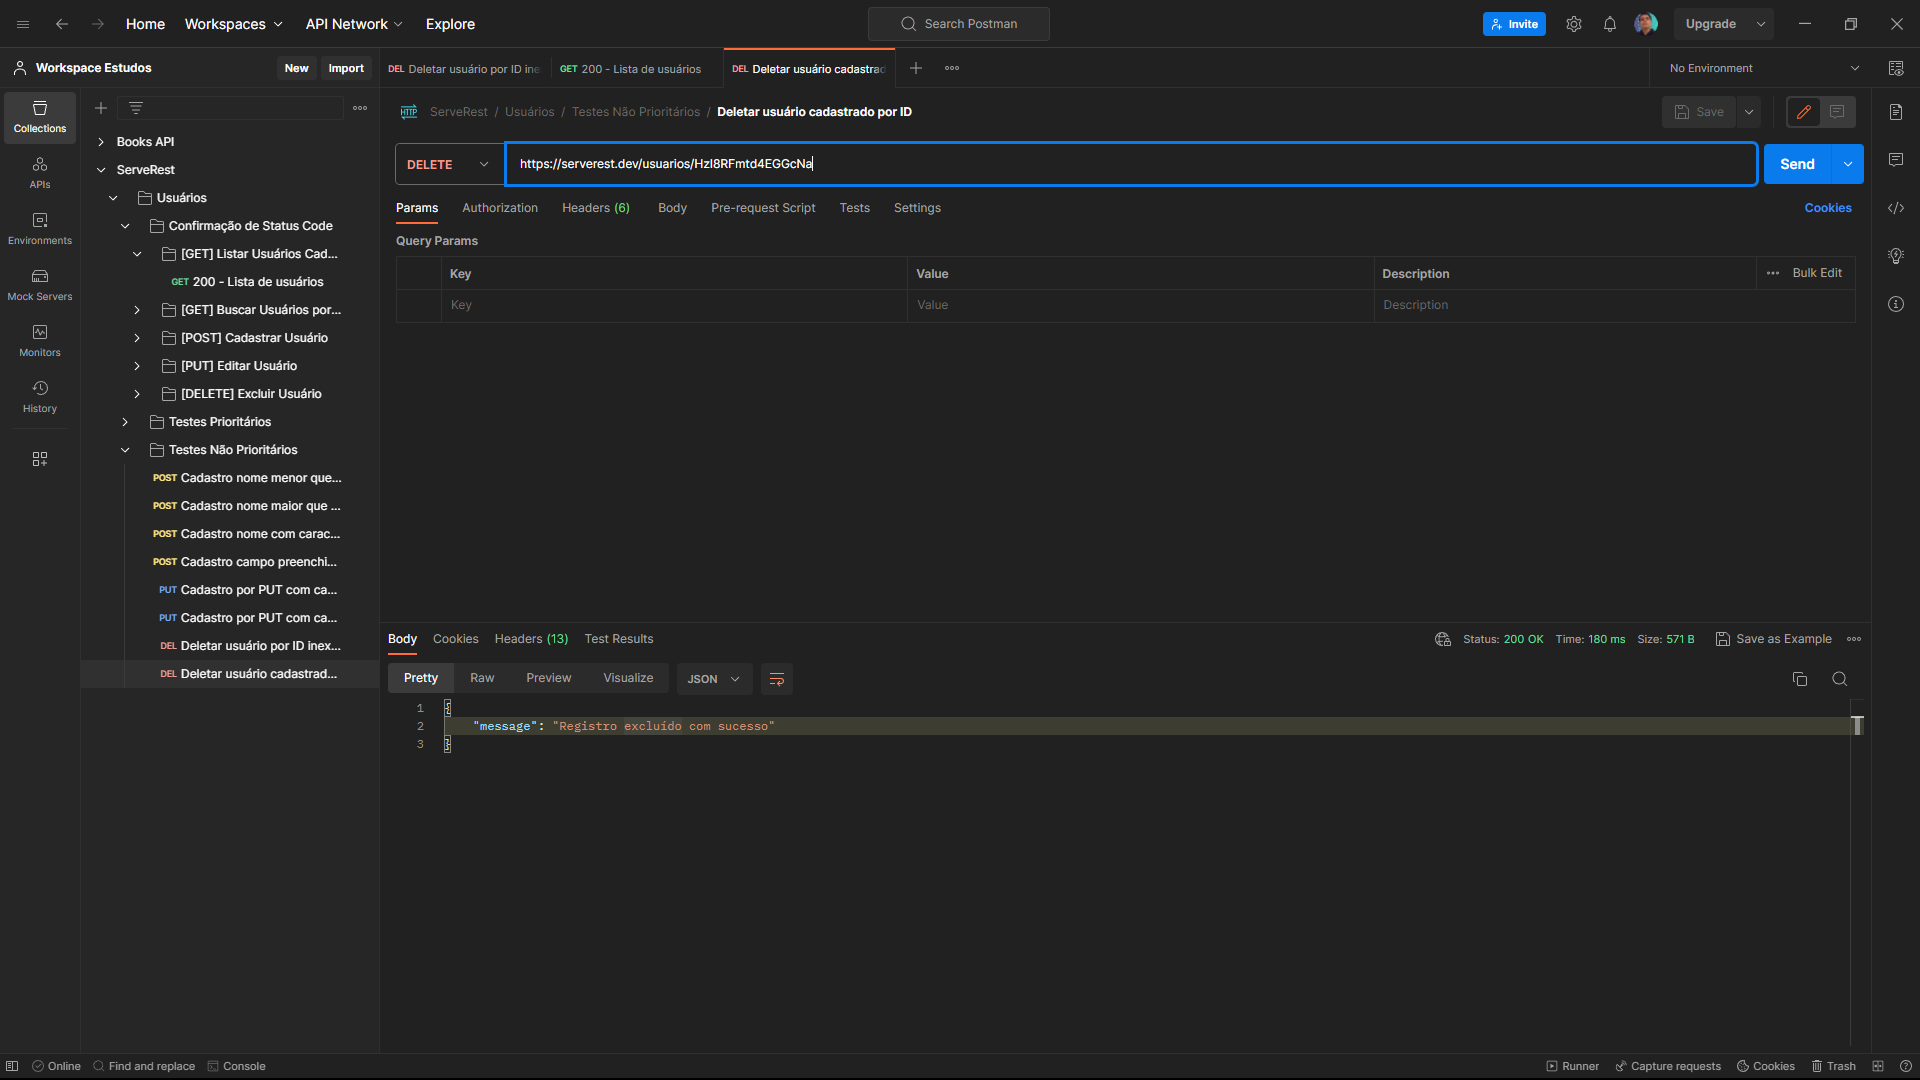 Home
Workspaces
API Network
Explore
Search Postman
Invite
Upgrade
Workspace Estudos
New
Import
DEL Deletar usuário por ID ine
GET 200 - Lista de usuários
DEL Deletar usuário cadastrad
No Environment
Collections
APIs
Environments
Mock Servers
Monitors
History
Books API
ServeRest
Usuários
Confirmação de Status Code
[GET] Listar Usuários Cad...
GET 200 - Lista de usuários
[GET] Buscar Usuários por...
[POST] Cadastrar Usuário
[PUT] Editar Usuário
[DELETE] Excluir Usuário
Testes Prioritários
Testes Não Prioritários
POST Cadastro nome menor que...
POST Cadastro nome maior que ...
POST Cadastro nome com carac...
POST Cadastro campo preenchi...
PUT Cadastro por PUT com ca...
PUT Cadastro por PUT com ca...
DEL Deletar usuário por ID inex...
DEL Deletar usuário cadastrad...
HTTP ServeRest / Usuários / Testes Não Prioritários / Deletar usuário cadastrado por ID
Save
DELETE
https://serverest.dev/usuarios/HzI8RFmtd4EGGcNa
Send
Params Authorization Headers (6) Body Pre-request Script Tests Settings
Cookies
Query Params
Key Value Description Bulk Edit
Key Value Description
Body Cookies Headers (13) Test Results
Status: 200 OK Time: 180 ms Size: 571 B Save as Example
Pretty Raw Preview Visualize JSON
1 {
2 "message": "Registro excluído com sucesso"
3 }
Online Find and replace Console
Runner Capture requests Cookies Trash